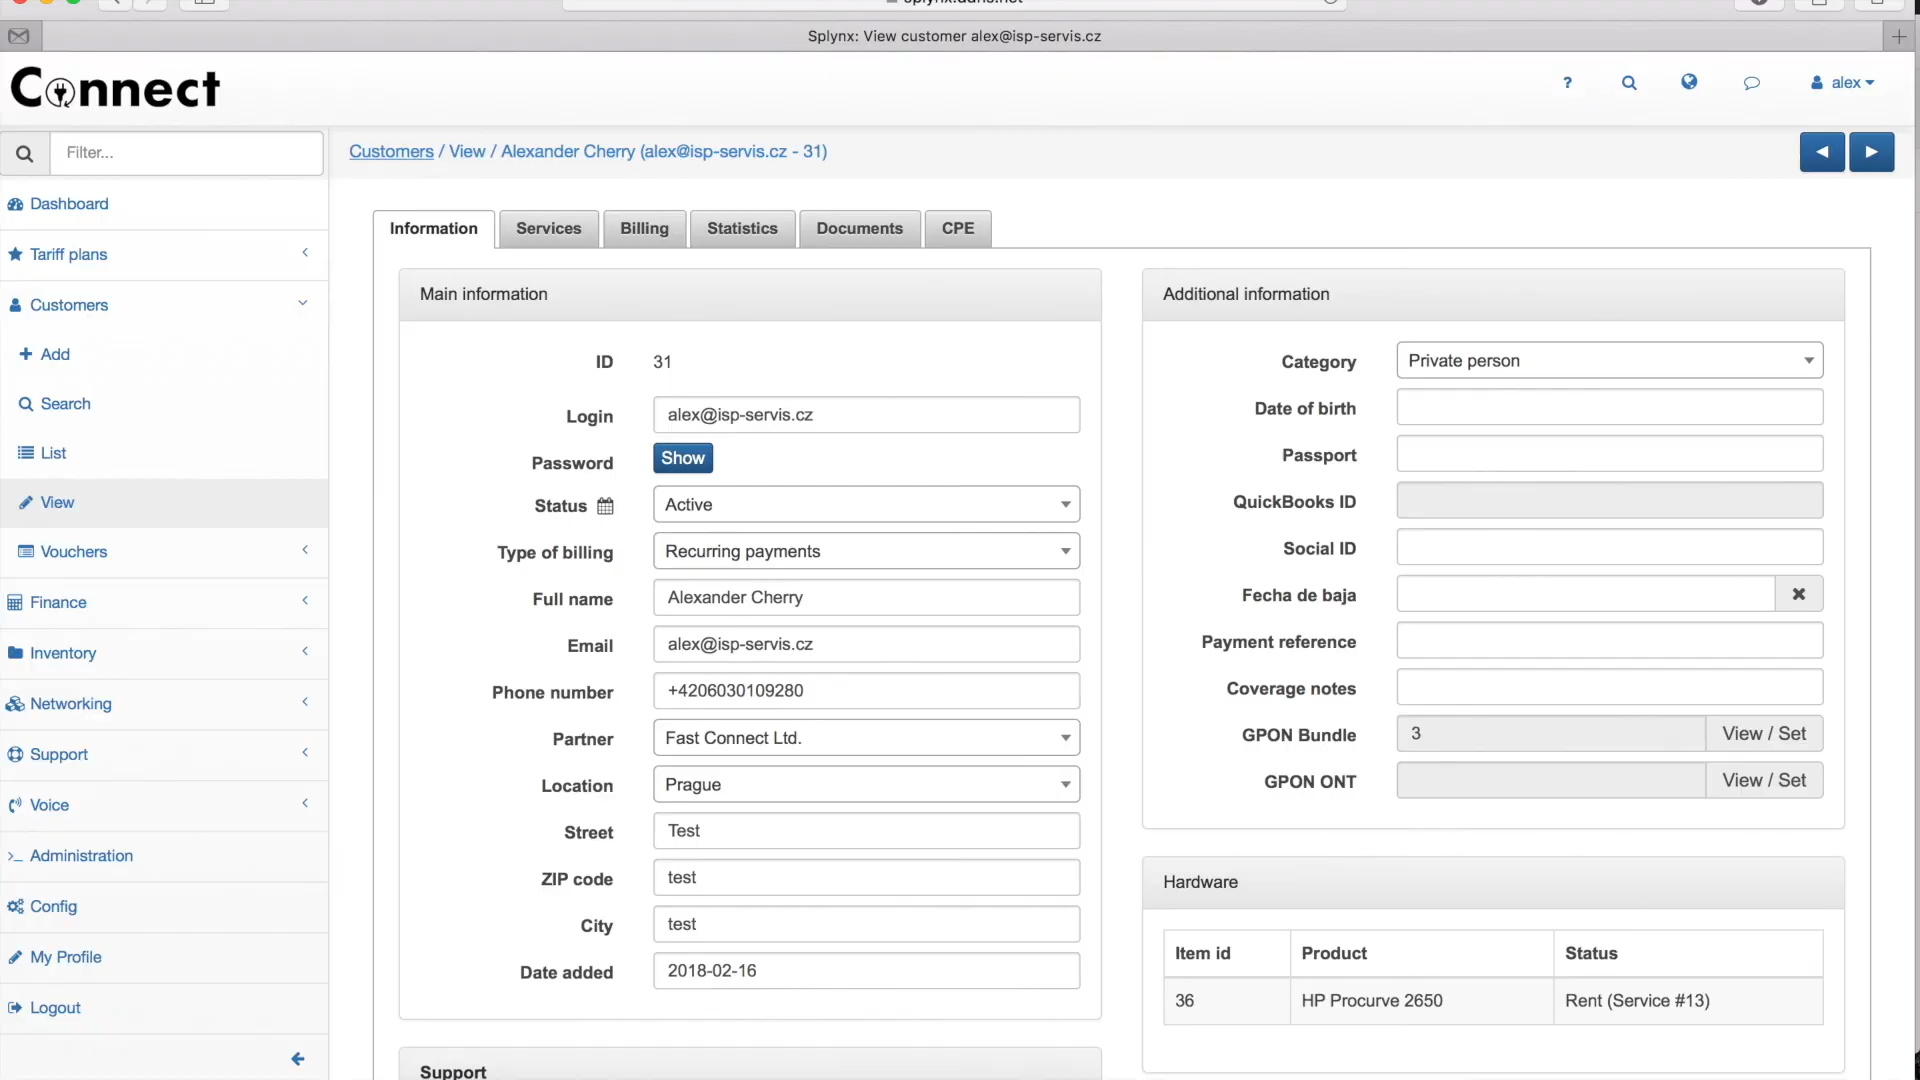 Splynx: View customer alex@isp-servis.cz
Connect
? alex
Filter...
Customers / View / Alexander Cherry (alex@isp-servis.cz - 31)
Dashboard
Tariff plans
Customers
Add
Search
List
View
Vouchers
Finance
Inventory
Networking
Support
Voice
Administration
Config
My Profile
Logout
Information Services Billing Statistics Documents CPE
Main information
ID 31
Login alex@isp-servis.cz
Password Show
Status Active
Type of billing Recurring payments
Full name Alexander Cherry
Email alex@isp-servis.cz
Phone number +4206030109280
Partner Fast Connect Ltd.
Location Prague
Street Test
ZIP code test
City test
Date added 2018-02-16
Support
Additional information
Category Private person
Date of birth
Passport
QuickBooks ID
Social ID
Fecha de baja
Payment reference
Coverage notes
GPON Bundle 3 View / Set
GPON ONT View / Set
Hardware
Item id Product Status
36 HP Procurve 2650 Rent (Service #13)